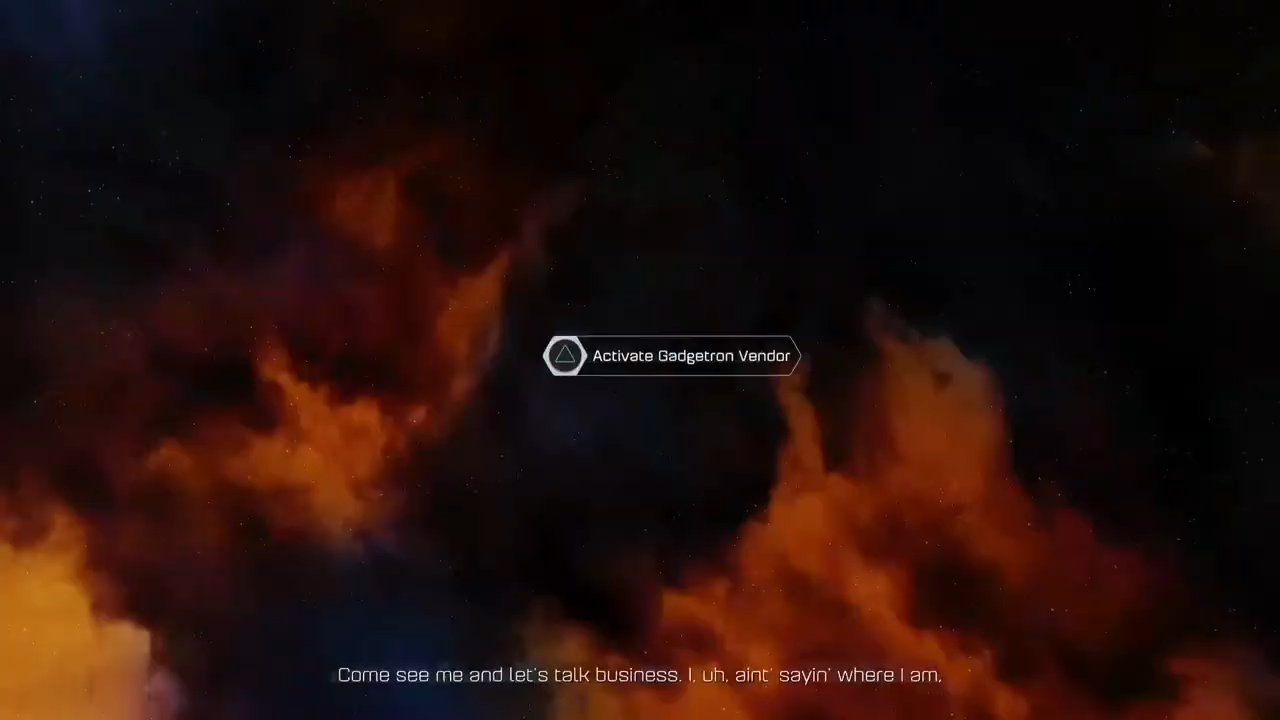 Activate Gadgetron Vendor
Come see me and let's talk business. I, uh, aint' sayin' where I am,